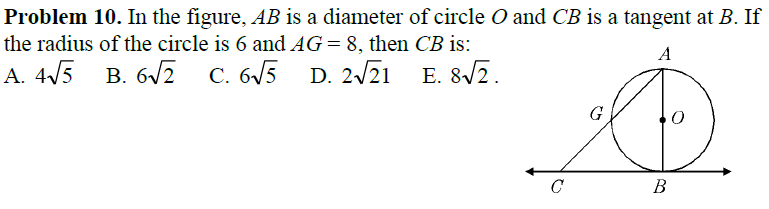 Problem 10. In the figure, AB is a diameter of circle O and CB is a tangent at B. If
the radius of the circle is 6 and AG = 8, then CB is:
A. 4√5 B. 6√2 C. 6√5 D. 2√21 E. 8√2.
A
G
O
C
B